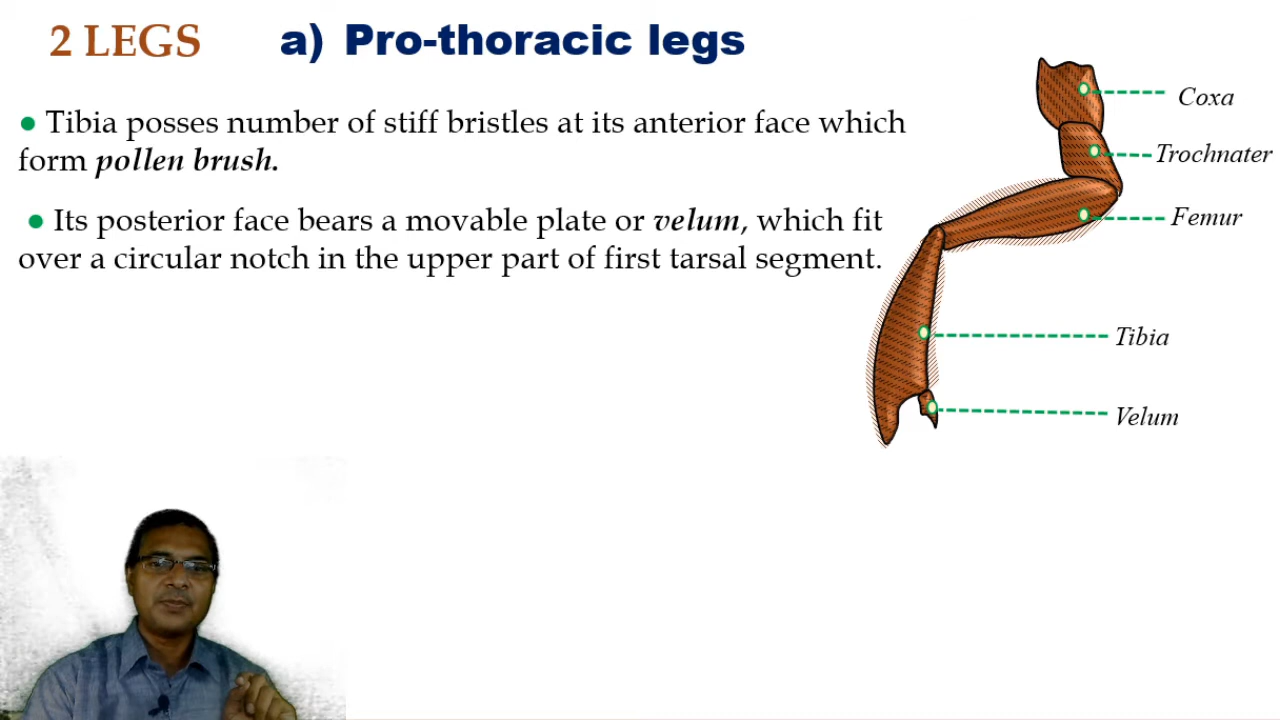 2 LEGS a) Pro-thoracic legs
● Tibia posses number of stiff bristles at its anterior face which
form pollen brush.
● Its posterior face bears a movable plate or velum, which fit
over a circular notch in the upper part of first tarsal segment.
Coxa
Trochnater
Femur
Tibia
Velum